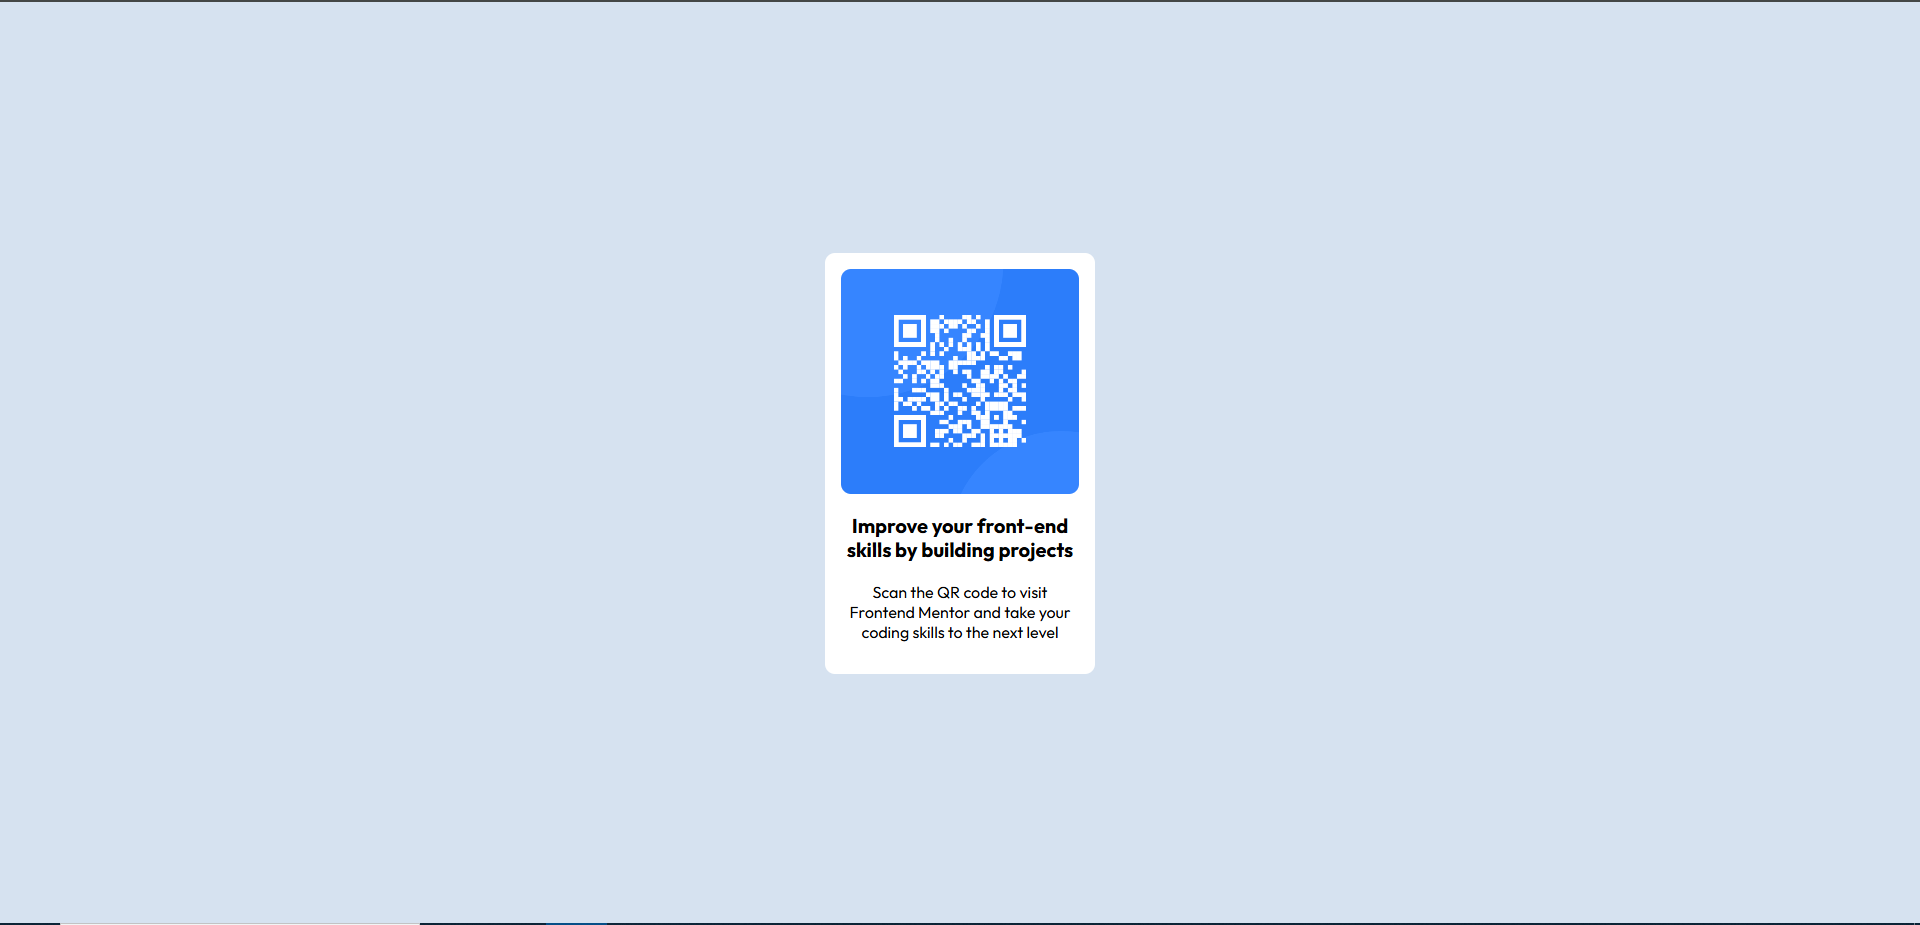 Improve your front-end
skills by building projects
Scan the QR code to visit
Frontend Mentor and take your
coding skills to the next level